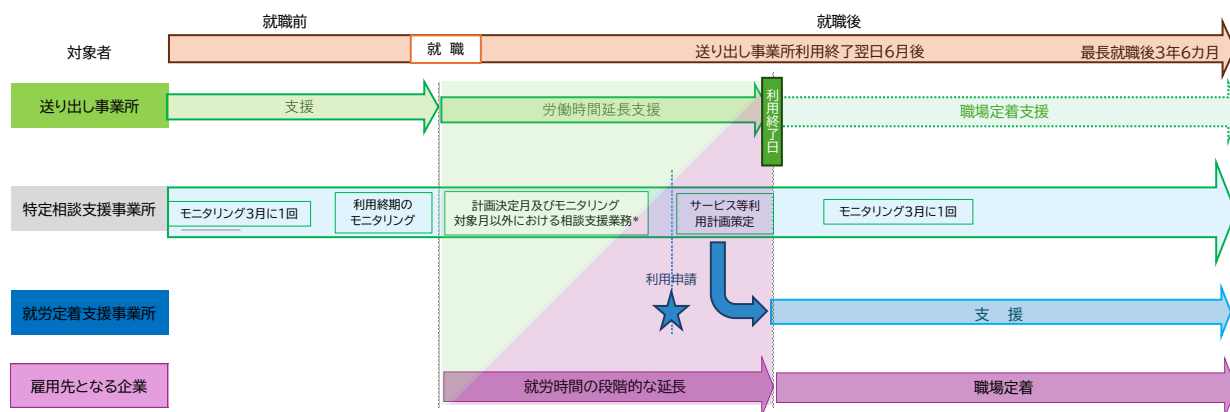 就職前
就職後
対象者
就 職
送り出し事業所利用終了翌日6月後
最長就職後3年6カ月
送り出し事業所
支援
労働時間延長支援
利用終了日
職場定着支援
特定相談支援事業所
モニタリング3月に1回
利用終期の
モニタリング
計画決定月及びモニタリング
対象月以外における相談支援業務*
サービス等利
用計画策定
モニタリング3月に1回
利用申請
就労定着支援事業所
支 援
雇用先となる企業
就労時間の段階的な延長
職場定着